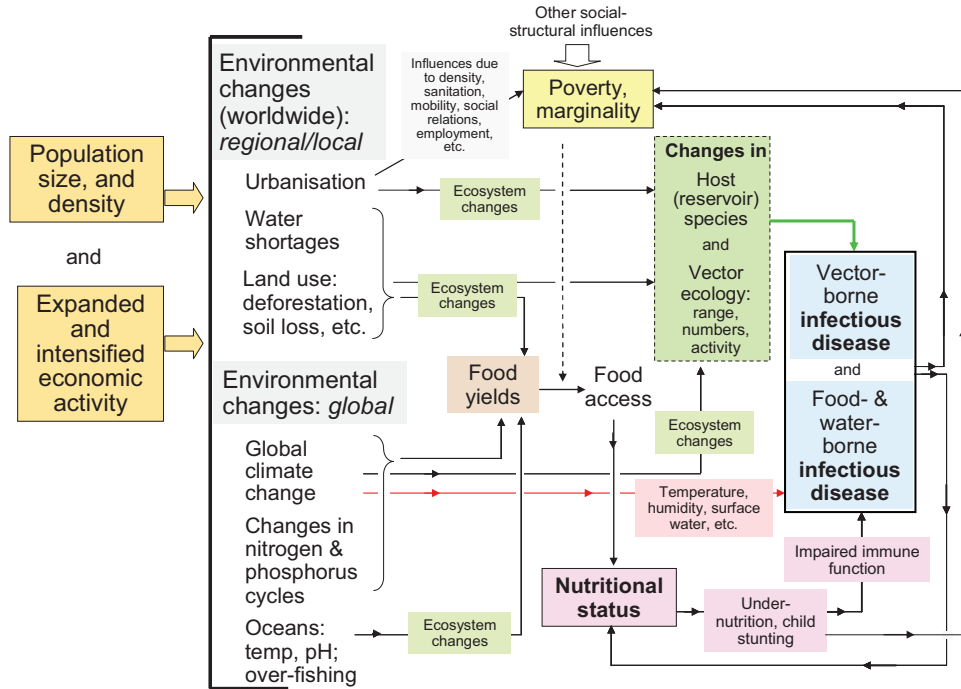 Other social-
structural influences
Environmental
changes
(worldwide):
regional/local
Influences due
to density,
sanitation,
mobility, social
relations,
employment,
etc.
Poverty,
marginality
Population
size, and
density
and
Expanded
and
intensified
economic
activity
Urbanisation
Ecosystem
changes
Water
shortages
Land use:
deforestation,
soil loss, etc.
Ecosystem
changes
Changes in
Host
(reservoir)
species
and
Vector
ecology:
range,
numbers,
activity
Vector-
borne
infectious
disease
and
Food- &
water-
borne
infectious
disease
Environmental
changes: global
Food
yields
Food
access
Ecosystem
changes
Global
climate
change
Temperature,
humidity, surface
water, etc.
Changes in
nitrogen &
phosphorus
cycles
Impaired immune
function
Nutritional
status
Under-
nutrition, child
stunting
Oceans:
temp, pH;
over-fishing
Ecosystem
changes